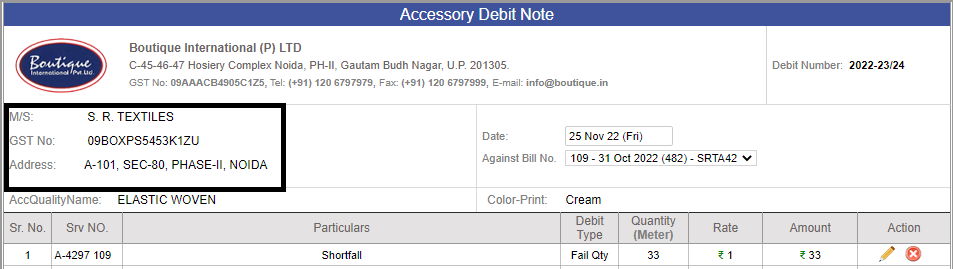 Accessory Debit Note
Boutique
International (Pvt.) Ltd.
Boutique International (P) LTD
C-45-46-47 Hosiery Complex Noida, PH-II, Gautam Budh Nagar, U.P. 201305.
GST No: 09AAACB4905C1Z5, Tel: (+91) 120 6797979, Fax: (+91) 120 6797999, E-mail: info@boutique.in
Debit Number: 2022-23/24
M/S: S. R. TEXTILES
GST No: 09BOXPS5453K1ZU
Address: A-101, SEC-80, PHASE-II, NOIDA
Date: 25 Nov 22 (Fri)
Against Bill No. 109 - 31 Oct 2022 (482) - SRTA42
AccQualityName: ELASTIC WOVEN Color-Print: Cream
Sr. No. Srv NO. Particulars Debit Type Quantity (Meter) Rate Amount Action
1 A-4297 109 Shortfall Fail Qty 33 ₹ 1 ₹ 33